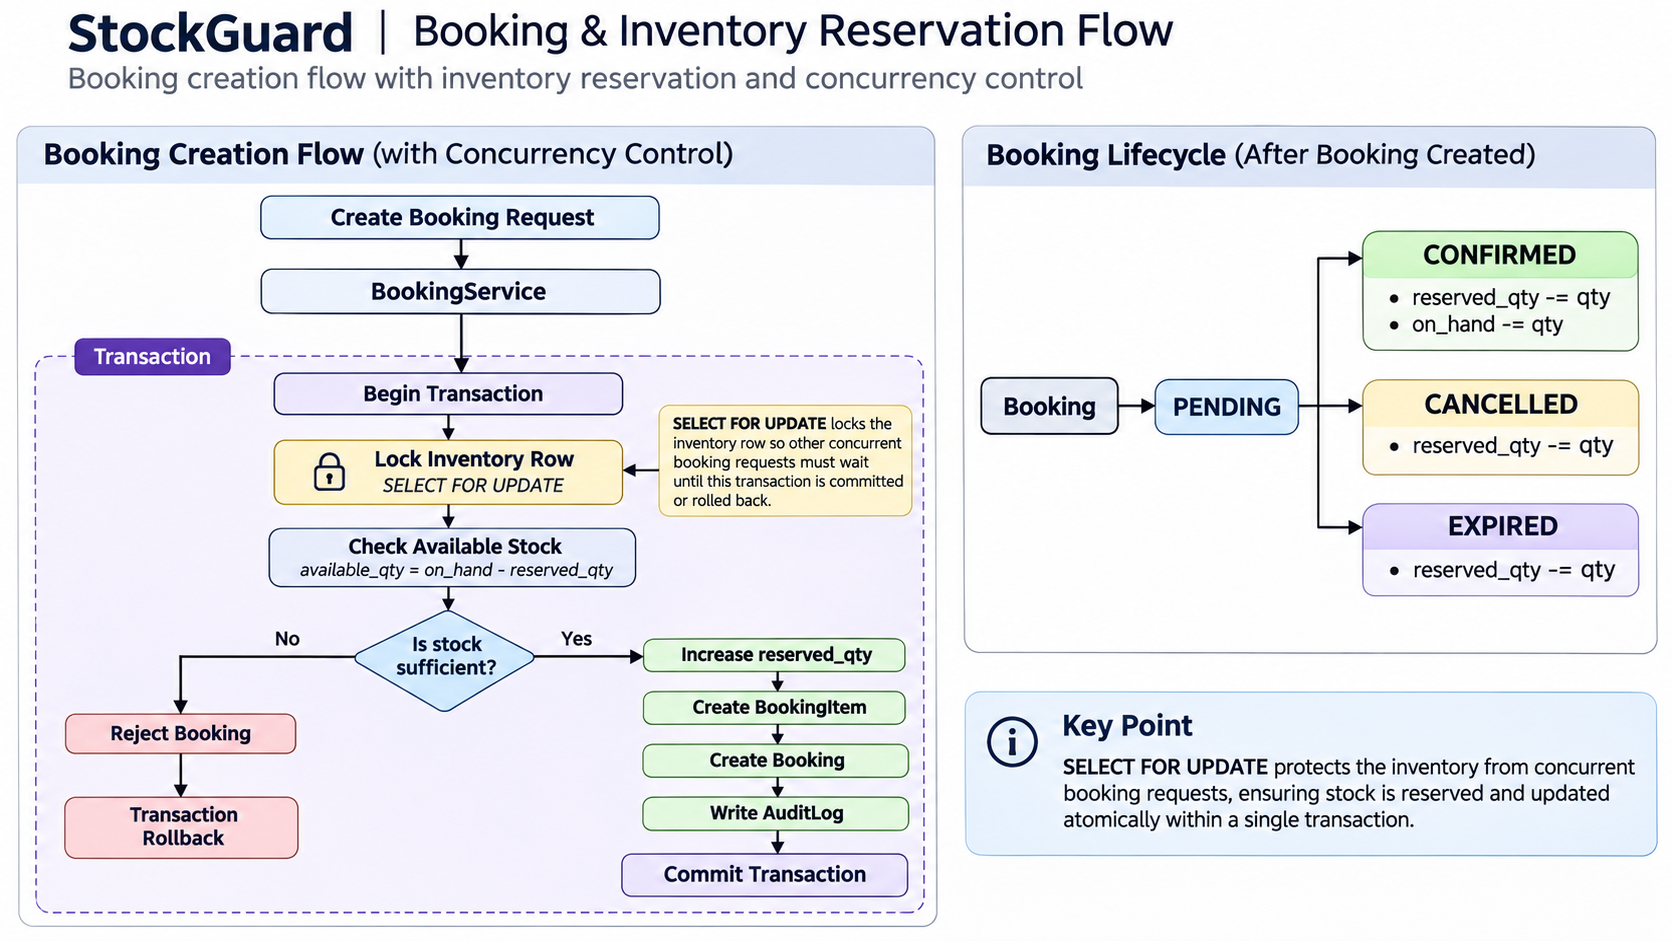 StockGuard | Booking & Inventory Reservation Flow
Booking creation flow with inventory reservation and concurrency control
Booking Creation Flow (with Concurrency Control)
Create Booking Request
BookingService
Transaction
Begin Transaction
Lock Inventory Row
SELECT FOR UPDATE
SELECT FOR UPDATE locks the
inventory row so other concurrent
booking requests must wait
until this transaction is committed
or rolled back.
Check Available Stock
available_qty = on_hand - reserved_qty
Is stock
sufficient?
No
Yes
Reject Booking
Transaction
Rollback
Increase reserved_qty
Create BookingItem
Create Booking
Write AuditLog
Commit Transaction
Booking Lifecycle (After Booking Created)
Booking
PENDING
CONFIRMED
• reserved_qty -= qty
• on_hand -= qty
CANCELLED
• reserved_qty -= qty
EXPIRED
• reserved_qty -= qty
Key Point
SELECT FOR UPDATE protects the inventory from concurrent
booking requests, ensuring stock is reserved and updated
atomically within a single transaction.